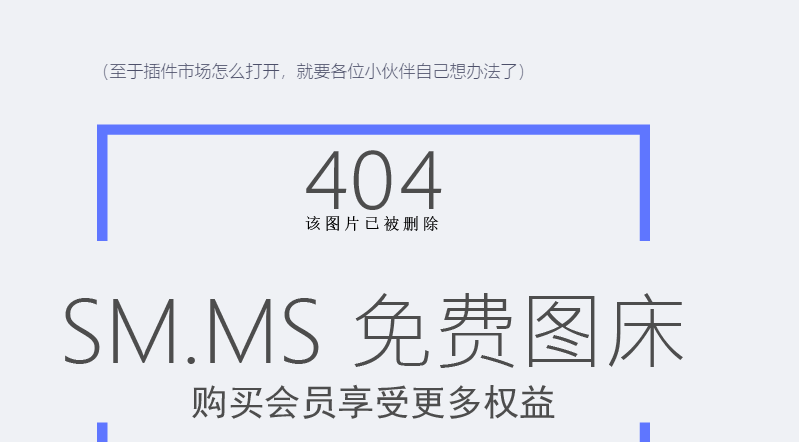 （至于插件市场怎么打开，就要各位小伙伴自己想办法了）
404
该图片已被删除
SM.MS 免费图床
购买会员享受更多权益